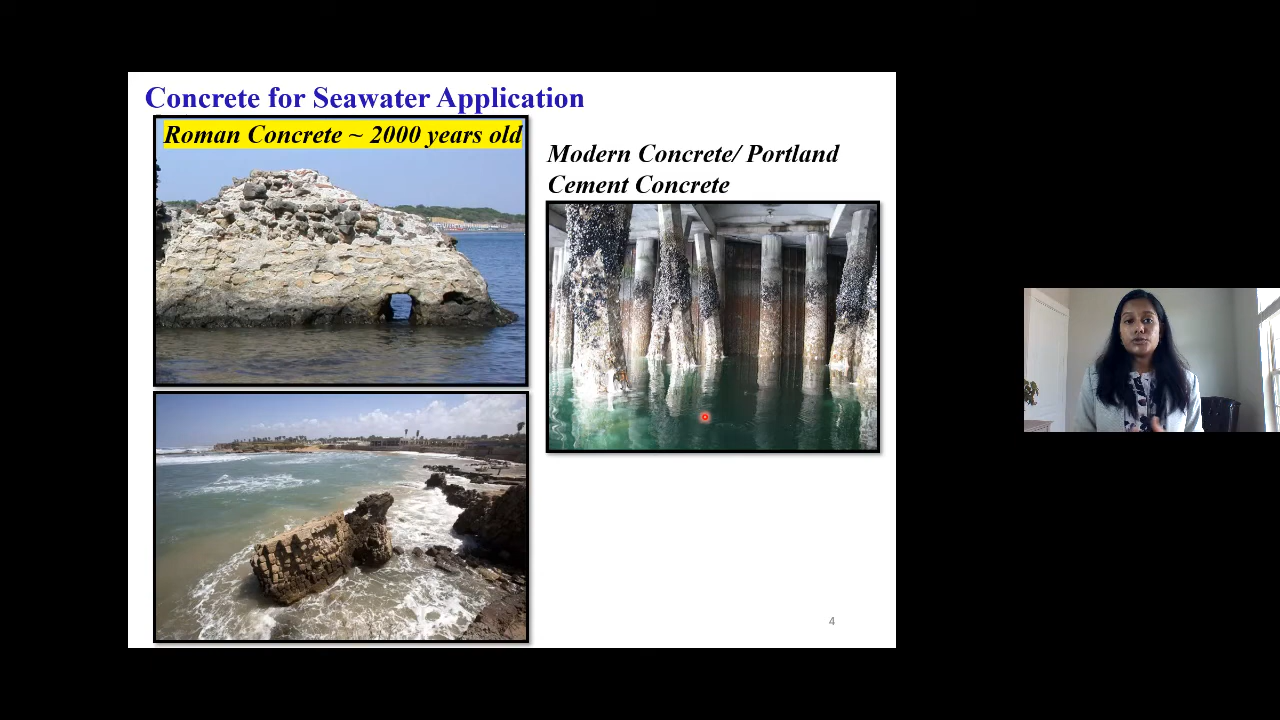 Concrete for Seawater Application
Roman Concrete ~ 2000 years old
Modern Concrete/ Portland
Cement Concrete
4